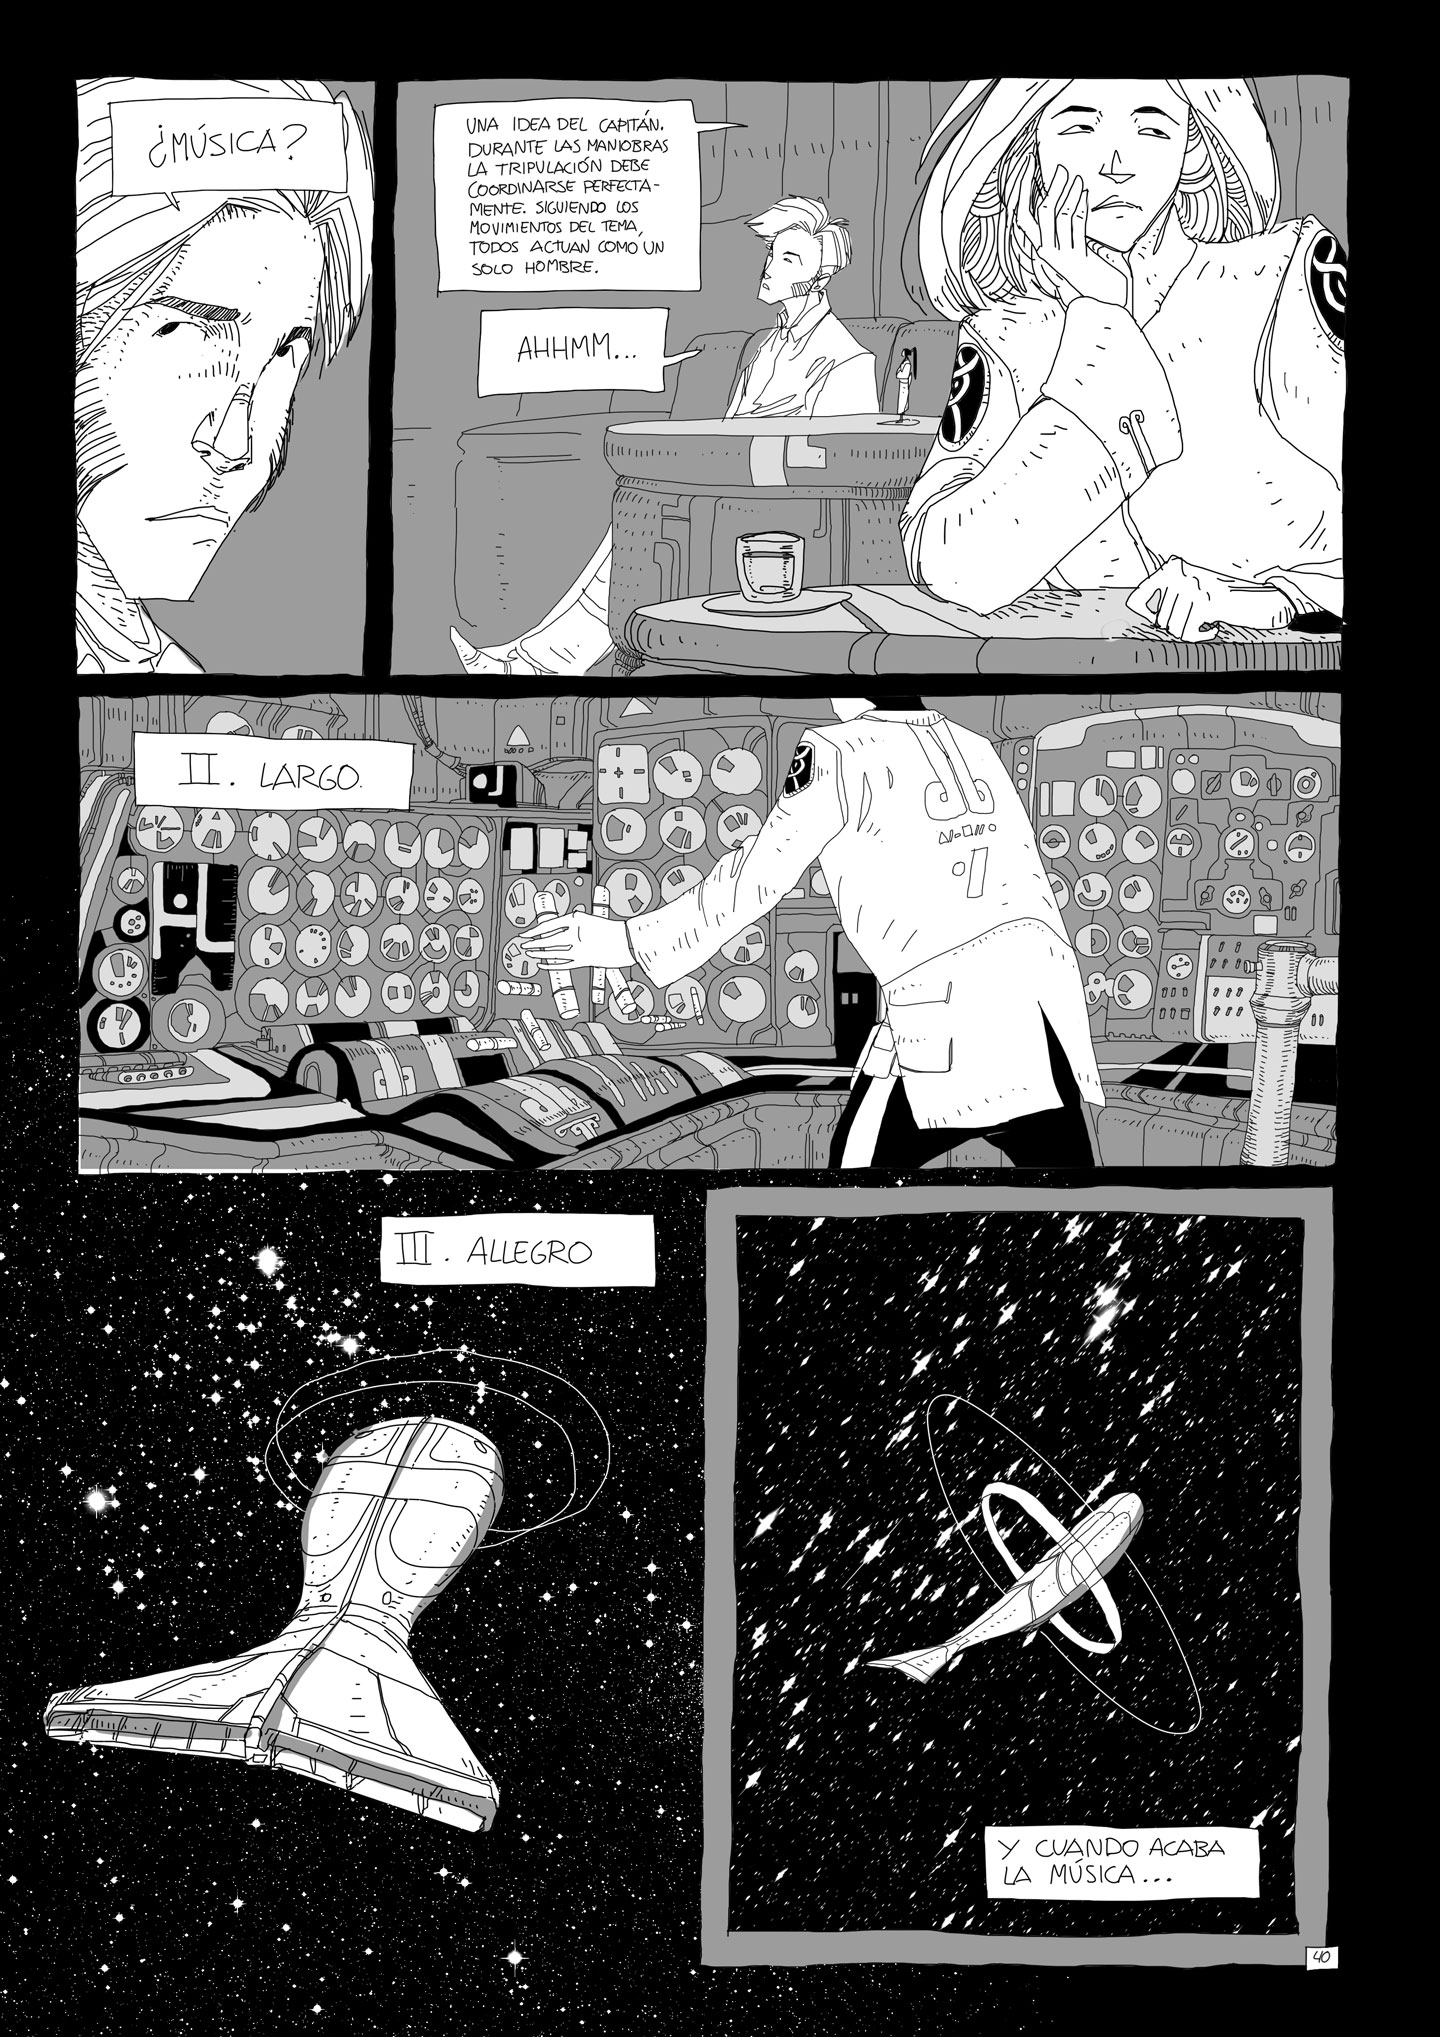 ¿MÚSICA?
UNA IDEA DEL CAPITÁN.
DURANTE LAS MANIOBRAS
LA TRIPULACIÓN DEBE
COORDINARSE PERFECTA-
MENTE. SIGUIENDO LOS
MOVIMIENTOS DEL TEMA,
TODOS ACTUAN COMO UN
SOLO HOMBRE.
AHHMM...
II. LARGO.
III. ALLEGRO
Y CUANDO ACABA
LA MÚSICA...
40